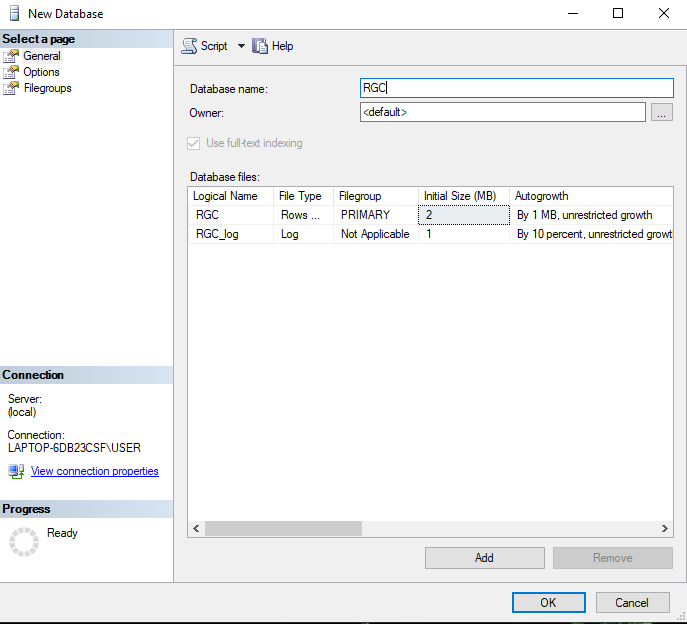 New Database
Select a page
General
Options
Filegroups
Script
Help
Database name:
RGC
Owner:
<default>
...
Use full-text indexing
Database files:
Logical Name File Type Filegroup Initial Size (MB) Autogrowth
RGC Rows ... PRIMARY 2 By 1 MB, unrestricted growth
RGC_log Log Not Applicable 1 By 10 percent, unrestricted growt
Connection
Server:
(local)
Connection:
LAPTOP-6DB23CSF\USER
View connection properties
Progress
Ready
Add
Remove
OK
Cancel